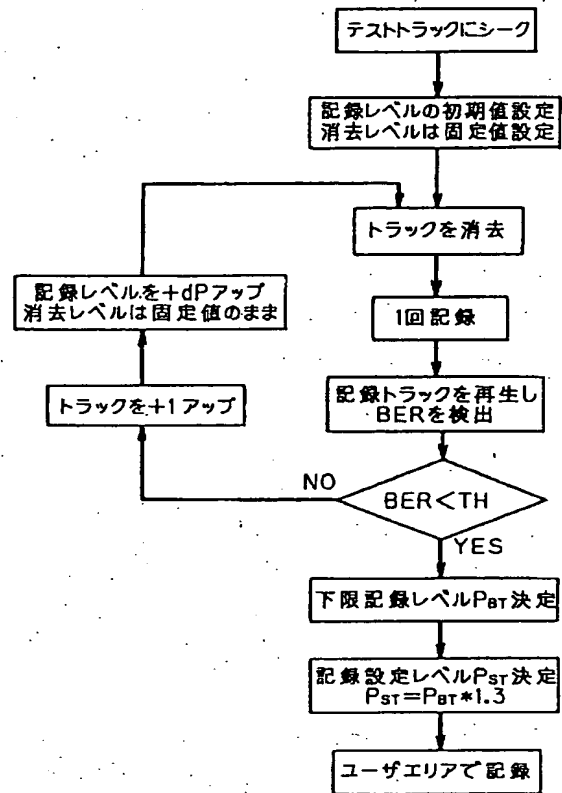 テストトラックにシーク
記録レベルの初期値設定
消去レベルは固定値設定
トラックを消去
1回記録
記録トラックを再生し
BERを検出
BER<TH
NO
YES
トラックを+1アップ
記録レベルを+dPアップ
消去レベルは固定値のまま
下限記録レベルPBT決定
記録設定レベルPST決定
PST=PBT*1.3
ユーザエリアで記録